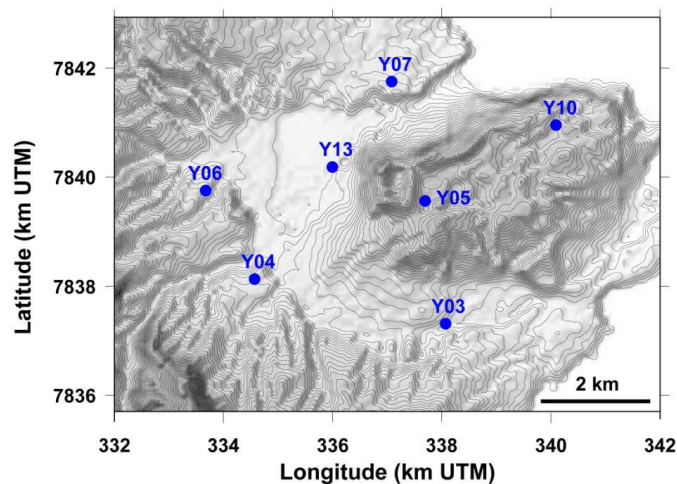 7842
7840
7838
7836
Latitude (km UTM)
Y07
Y10
Y13
Y06
Y05
Y04
Y03
2 km
332
334
336
338
340
342
Longitude (km UTM)